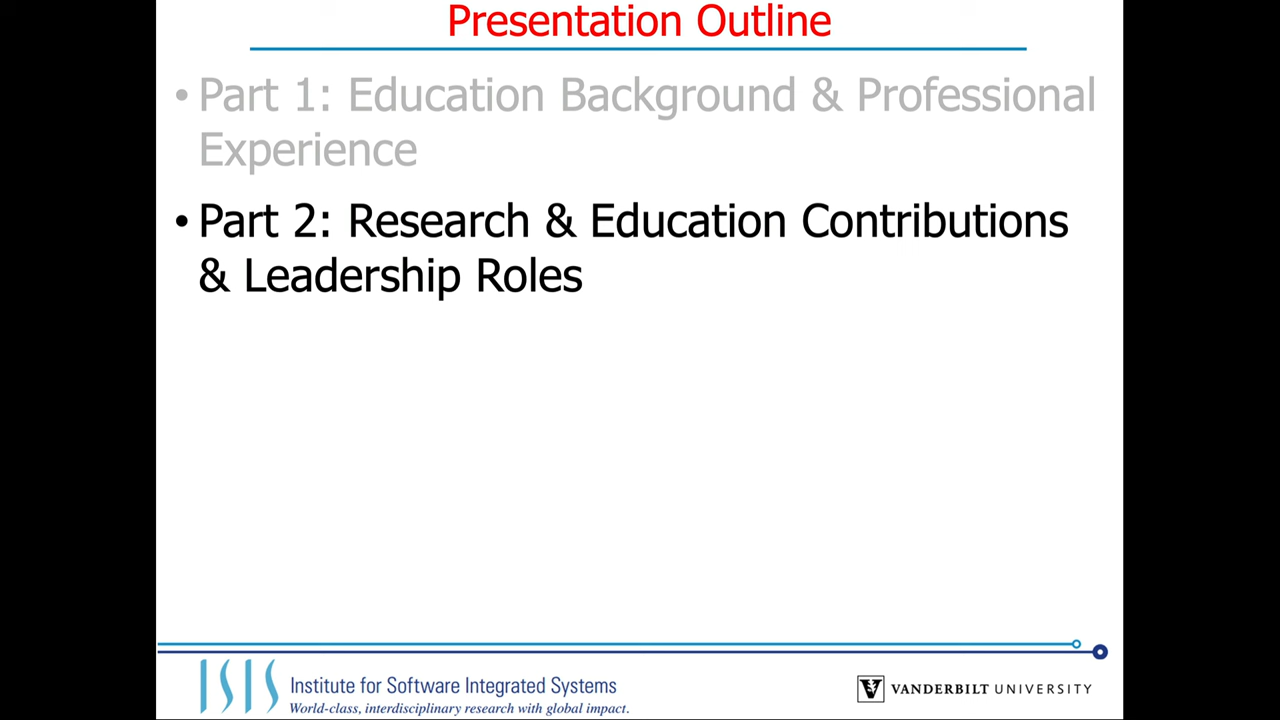 Presentation Outline
• Part 1: Education Background & Professional
Experience
• Part 2: Research & Education Contributions
& Leadership Roles
ISIS Institute for Software Integrated Systems
World-class, interdisciplinary research with global impact.
VANDERBILT UNIVERSITY